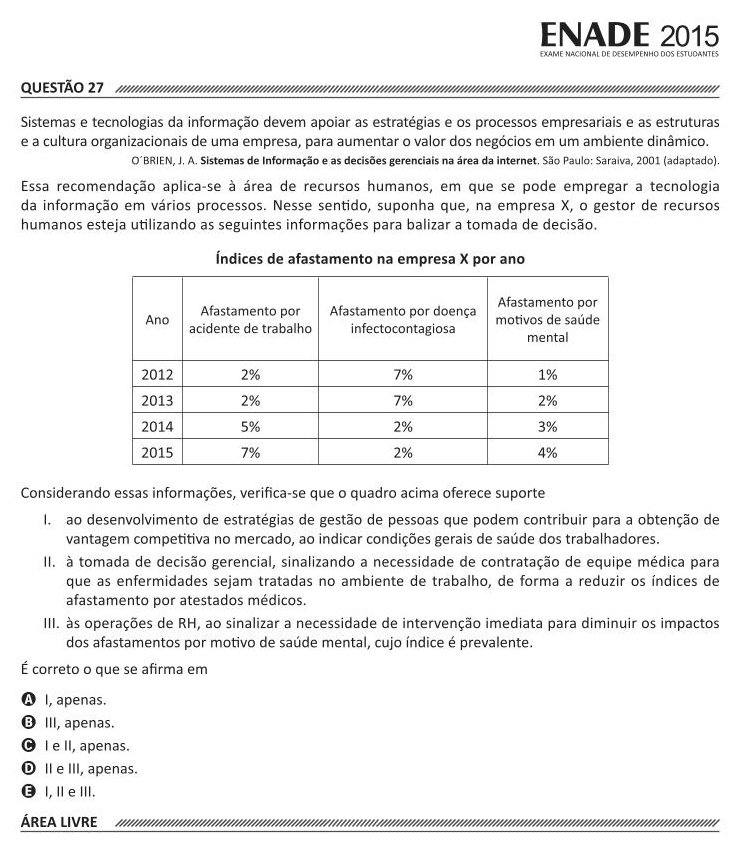 ENADE 2015
EXAME NACIONAL DE DESEMPENHO DOS ESTUDANTES
QUESTÃO 27
Sistemas e tecnologias da informação devem apoiar as estratégias e os processos empresariais e as estruturas
e a cultura organizacionais de uma empresa, para aumentar o valor dos negócios em um ambiente dinâmico.
O´BRIEN, J. A. Sistemas de Informação e as decisões gerenciais na área da internet. São Paulo: Saraiva, 2001 (adaptado).
Essa recomendação aplica-se à área de recursos humanos, em que se pode empregar a tecnologia
da informação em vários processos. Nesse sentido, suponha que, na empresa X, o gestor de recursos
humanos esteja utilizando as seguintes informações para balizar a tomada de decisão.
Índices de afastamento na empresa X por ano
Ano
Afastamento por
acidente de trabalho
Afastamento por doença
infectocontagiosa
Afastamento por
motivos de saúde
mental
2012 2% 7% 1%
2013 2% 7% 2%
2014 5% 2% 3%
2015 7% 2% 4%
Considerando essas informações, verifica-se que o quadro acima oferece suporte
I. ao desenvolvimento de estratégias de gestão de pessoas que podem contribuir para a obtenção de
vantagem competitiva no mercado, ao indicar condições gerais de saúde dos trabalhadores.
II. à tomada de decisão gerencial, sinalizando a necessidade de contratação de equipe médica para
que as enfermidades sejam tratadas no ambiente de trabalho, de forma a reduzir os índices de
afastamento por atestados médicos.
III. às operações de RH, ao sinalizar a necessidade de intervenção imediata para diminuir os impactos
dos afastamentos por motivo de saúde mental, cujo índice é prevalente.
É correto o que se afirma em
A I, apenas.
B III, apenas.
C I e II, apenas.
D II e III, apenas.
E I, II e III.
ÁREA LIVRE